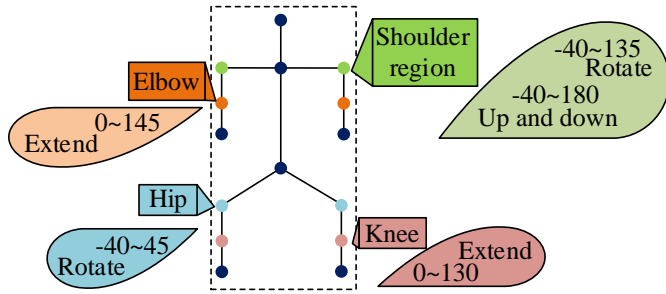 Shoulder
region
-40~135
Rotate
-40~180
Up and down
Elbow
0~145
Extend
Hip
-40~45
Rotate
Knee
Extend
0~130